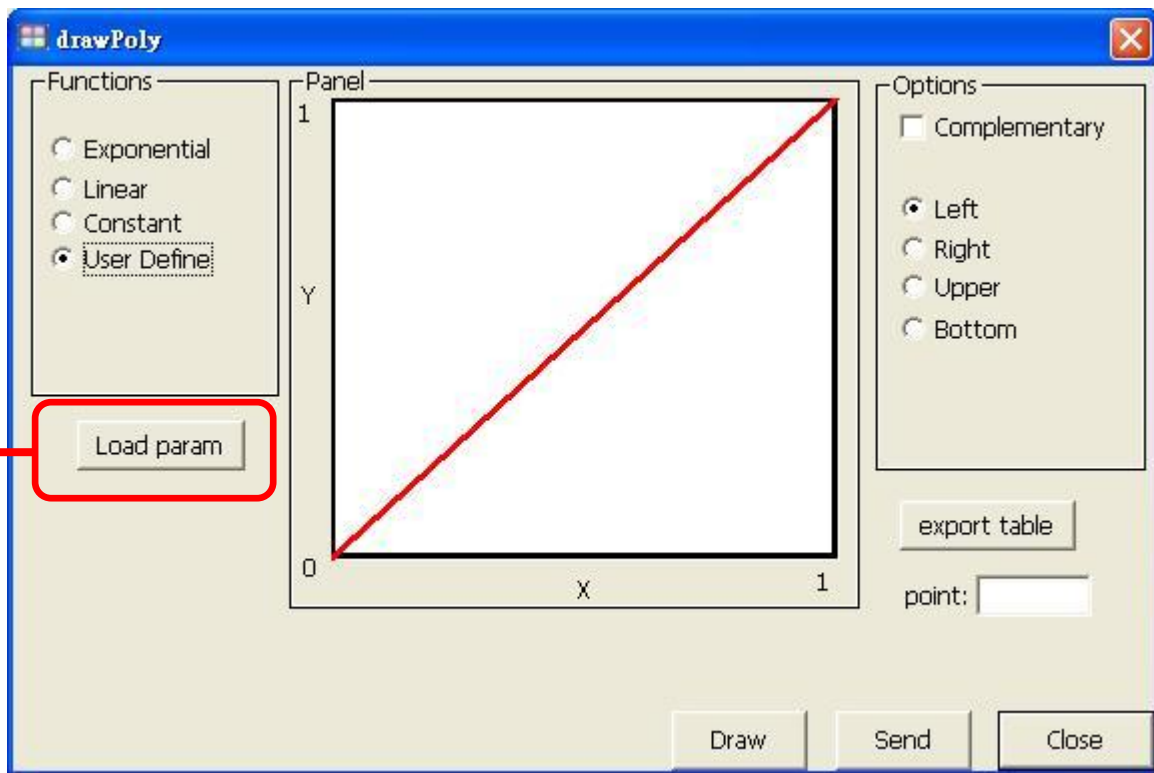 drawPoly
Functions
Exponential
Linear
Constant
User Define
Load param
Panel
1
Y
0
X
1
Options
Complementary
Left
Right
Upper
Bottom
export table
point:
Draw
Send
Close